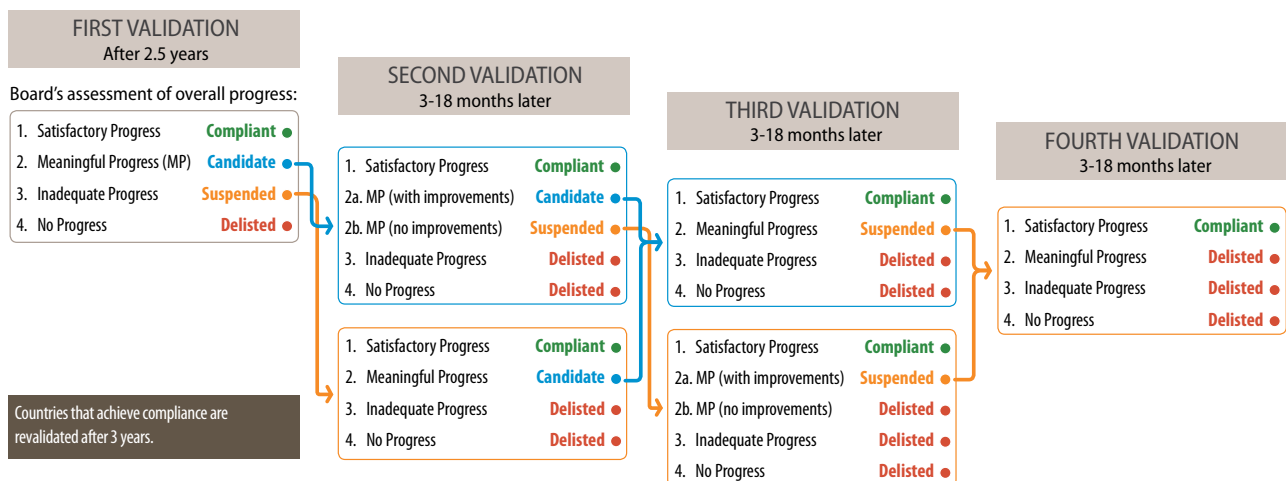 FIRST VALIDATION
After 2.5 years
Board's assessment of overall progress:
1. Satisfactory Progress Compliant
2. Meaningful Progress (MP) Candidate
3. Inadequate Progress Suspended
4. No Progress Delisted
Countries that achieve compliance are
revalidated after 3 years.
SECOND VALIDATION
3-18 months later
1. Satisfactory Progress Compliant
2a. MP (with improvements) Candidate
2b. MP (no improvements) Suspended
3. Inadequate Progress Delisted
4. No Progress Delisted
1. Satisfactory Progress Compliant
2. Meaningful Progress Candidate
3. Inadequate Progress Delisted
4. No Progress Delisted
THIRD VALIDATION
3-18 months later
1. Satisfactory Progress Compliant
2. Meaningful Progress Suspended
3. Inadequate Progress Delisted
4. No Progress Delisted
1. Satisfactory Progress Compliant
2a. MP (with improvements) Suspended
2b. MP (no improvements) Delisted
3. Inadequate Progress Delisted
4. No Progress Delisted
FOURTH VALIDATION
3-18 months later
1. Satisfactory Progress Compliant
2. Meaningful Progress Delisted
3. Inadequate Progress Delisted
4. No Progress Delisted